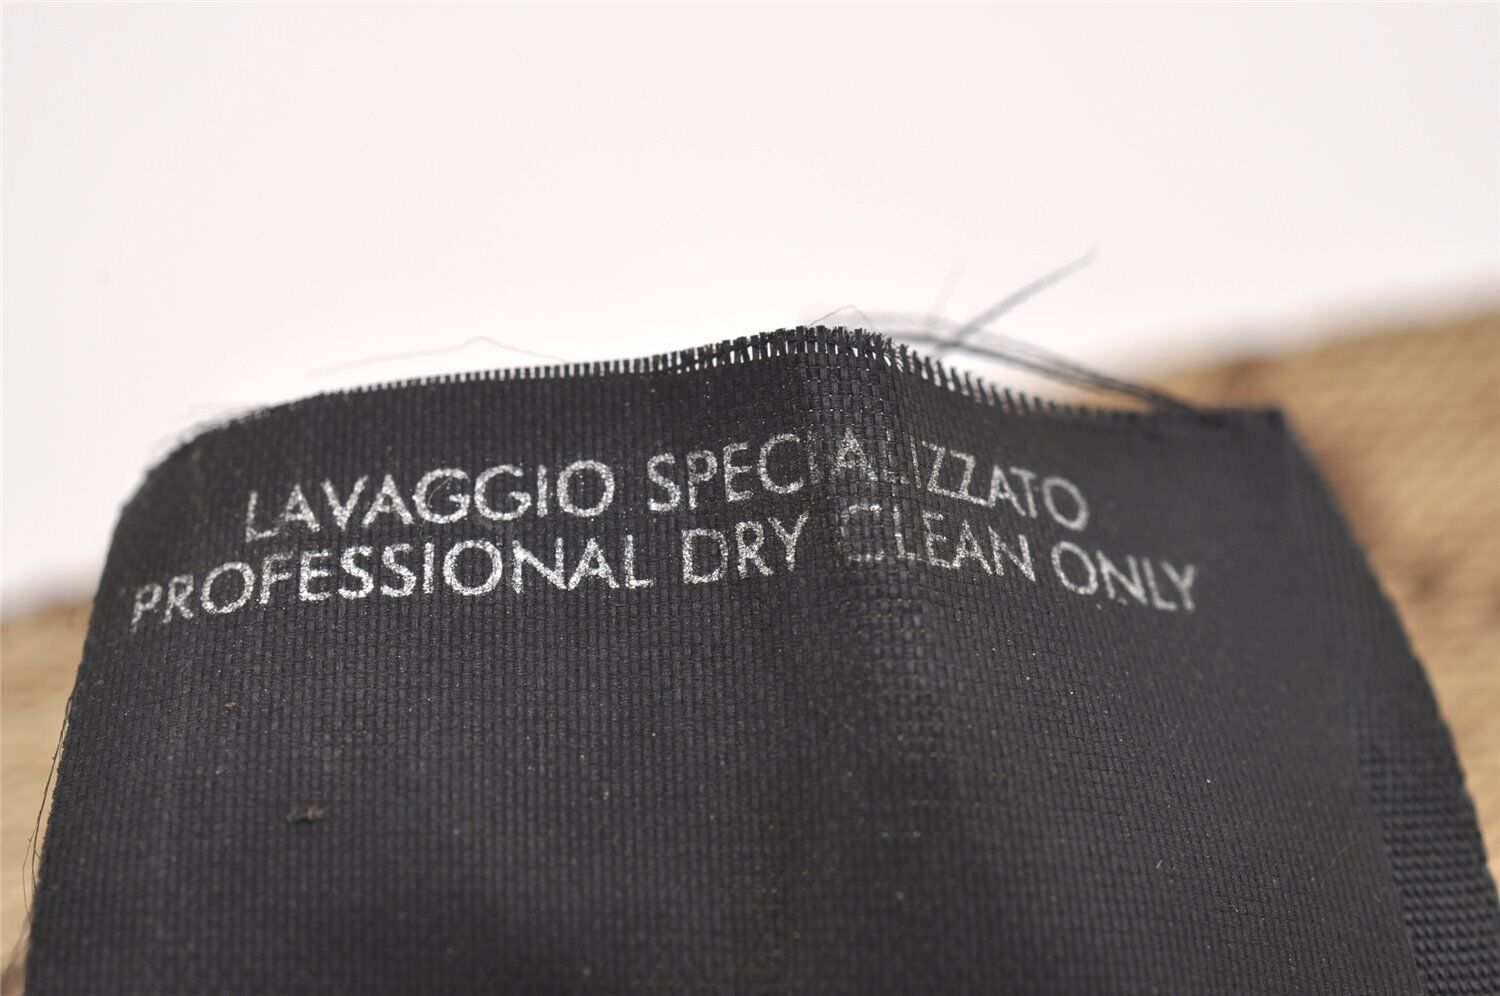 LAVAGGIO SPECIALIZZATO
PROFESSIONAL DRY CLEAN ONLY